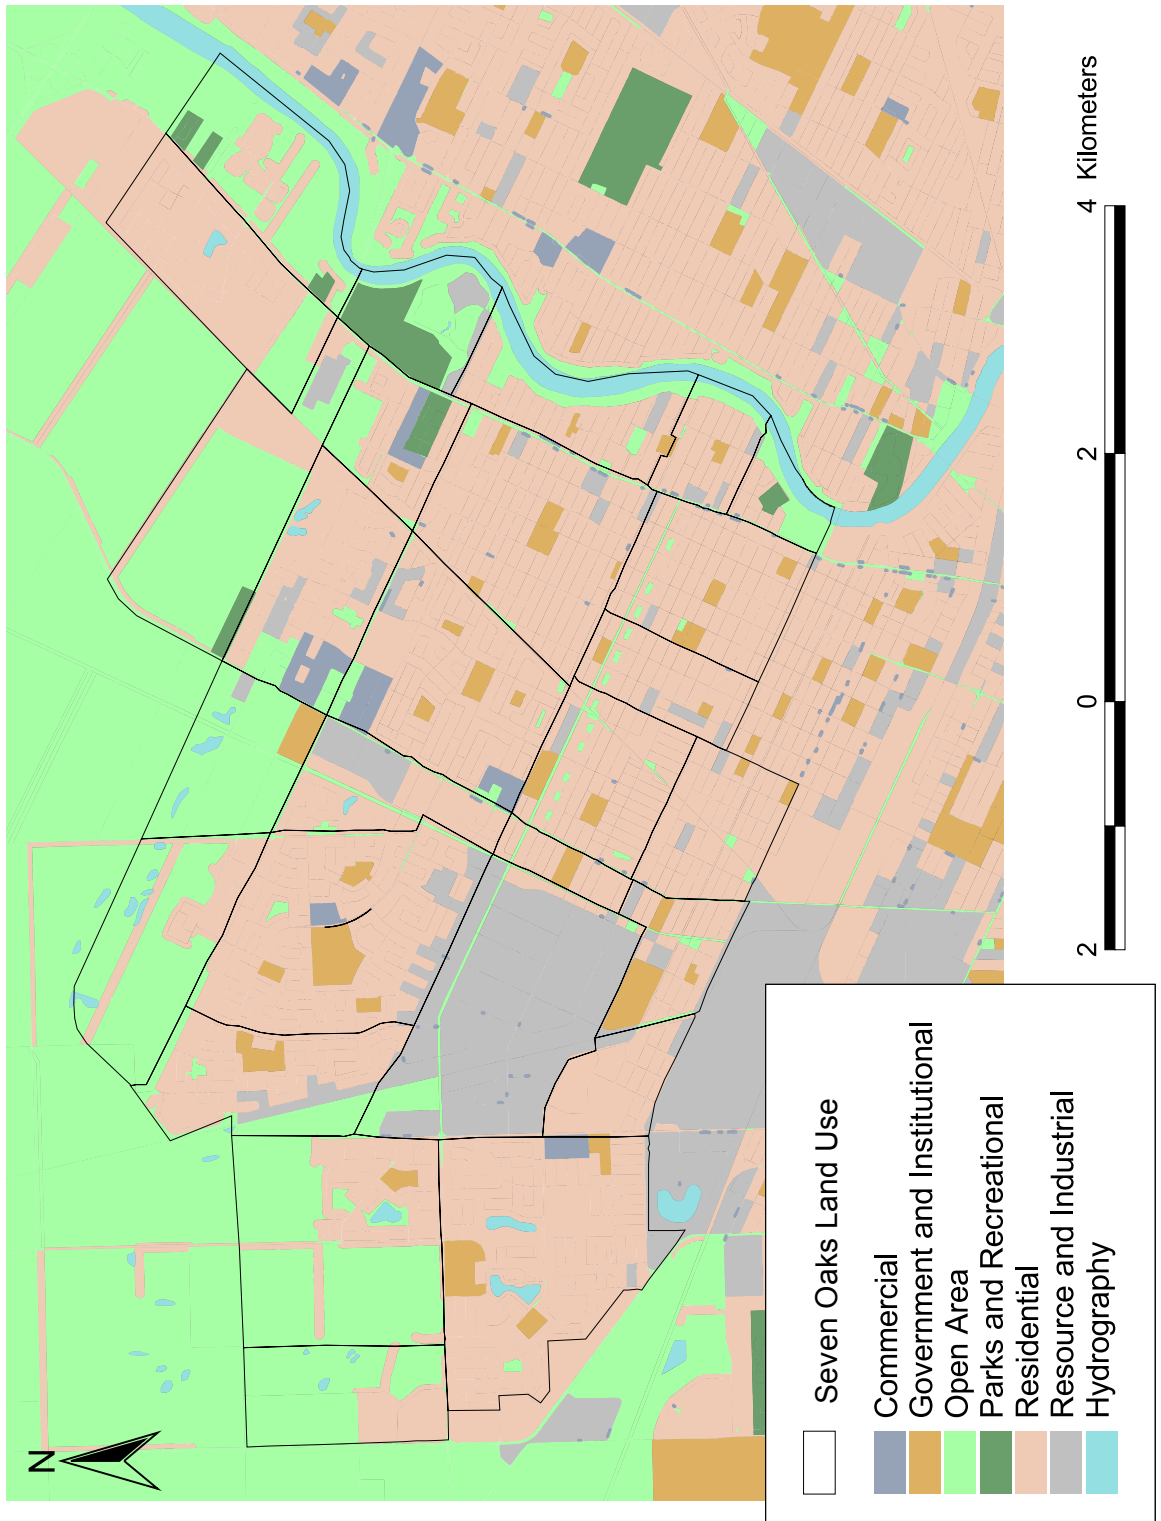 N
Seven Oaks Land Use
Commercial
Government and Institutional
Open Area
Parks and Recreational
Residential
Resource and Industrial
Hydrography
2 0 2 4 Kilometers